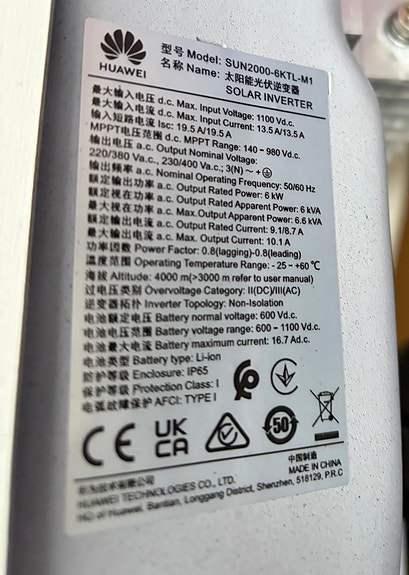 HUAWEI
型号 Model: SUN2000-6KTL-M1
名称 Name: 太阳能光伏逆变器
SOLAR INVERTER
最大输入电压 d.c. Max. Input Voltage: 1100 Vd.c.
最大输入电流 d.c. Max. Input Current: 13.5 A/13.5 A
输入短路电流 Isc: 19.5 A/19.5 A
MPPT电压范围 d.c. MPPT Range: 140 - 980 Vd.c.
输出电压 a.c. Output Nominal Voltage:
220/380 Va.c., 230/400 Va.c.; 3(N) ~ +
输出频率 a.c. Nominal Operating Frequency: 50/60 Hz
额定输出功率 a.c. Output Rated Power: 6 kW
额定视在功率 a.c. Output Rated Apparent Power: 6 kVA
最大视在功率 a.c. Max.Output Apparent Power: 6.6 kVA
额定输出电流 a.c. Output Rated Current: 9.1/8.7 A
最大输出电流 a.c. Max. Output Current: 10.1 A
功率因数 Power Factor: 0.8(lagging)-0.8(leading)
温度范围 Operating Temperature Range: - 25 - +60 ℃
海拔 Altitude: 4000 m(>3000 m refer to user manual)
过电压类别 Overvoltage Category: II(DC)/III(AC)
逆变器拓扑 Inverter Topology: Non-Isolation
电池额定电压 Battery normal voltage: 600 Vd.c.
电池电压范围 Battery voltage range: 600 - 1100 Vd.c.
电池最大电流 Battery maximum current: 16.7 Ad.c.
电池类型 Battery type: Li-ion
防护等级 Enclosure: IP65
保护等级 Protection Class: I
电弧故障保护 AFCI: TYPE I
CE UK CA 50
中国制造
MADE IN CHINA
华为技术有限公司
HUAWEI TECHNOLOGIES CO., LTD.
HQ of Huawei, Bantian, Longgang District, Shenzhen, 518129, P.R.C